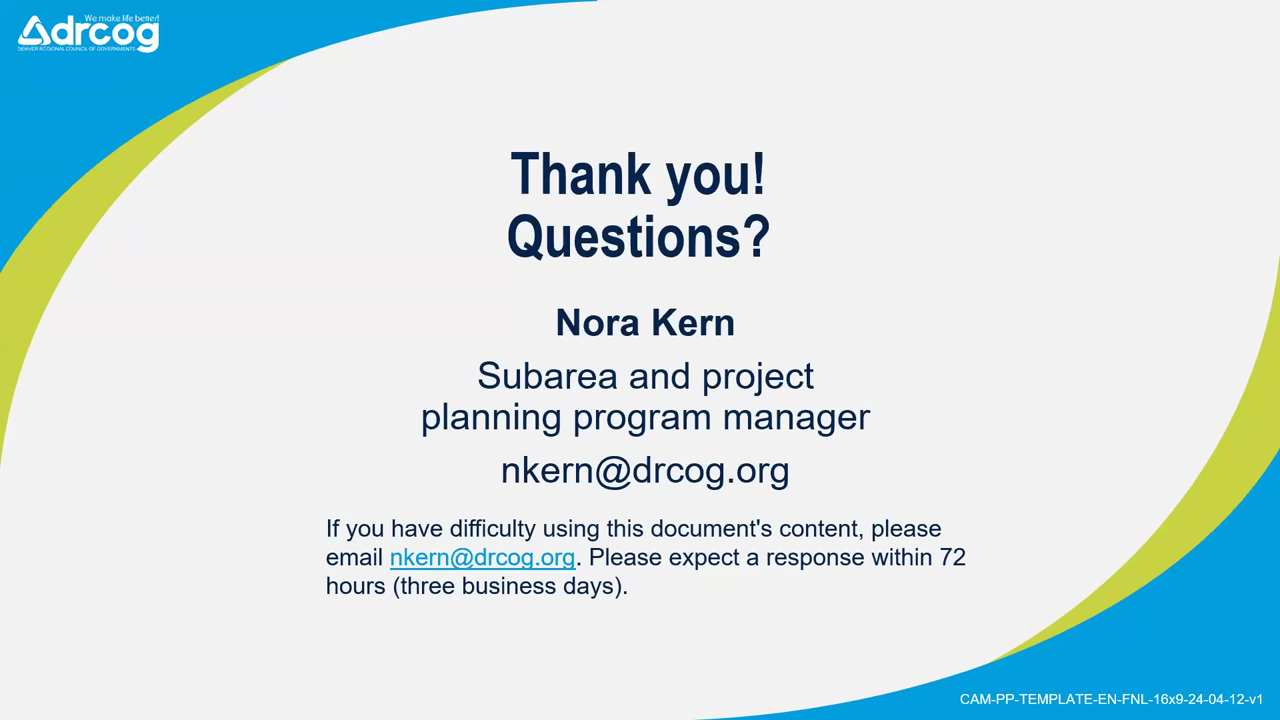 We make life better!
drcog
DENVER REGIONAL COUNCIL OF GOVERNMENTS
Thank you!
Questions?
Nora Kern
Subarea and project
planning program manager
nkern@drcog.org
If you have difficulty using this document's content, please
email nkern@drcog.org. Please expect a response within 72
hours (three business days).
CAM-PP-TEMPLATE-EN-FNL-16x9-24-04-12-v1